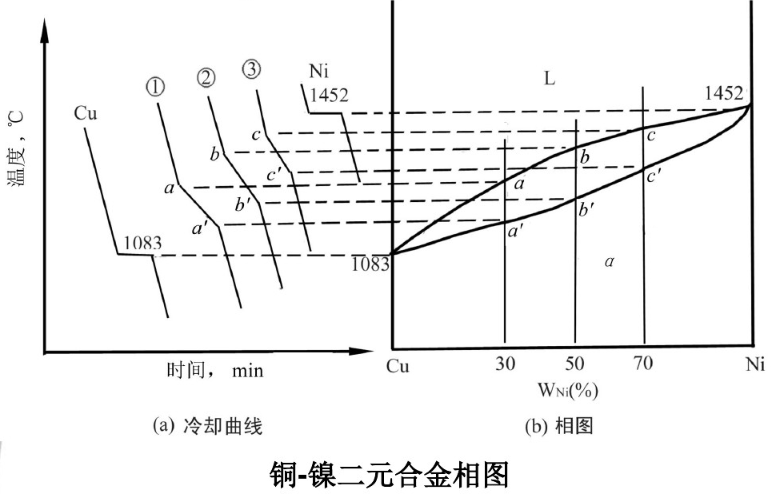 温度，℃
Cu
①
②
③
Ni
1452
c
b
c′
a
b′
a′
1083
时间， min
(a) 冷却曲线
L
1452
c
b
a
c′
b′
a′
α
1083
Cu
30
50
70
Ni
WNi(%)
(b) 相图
铜-镍二元合金相图